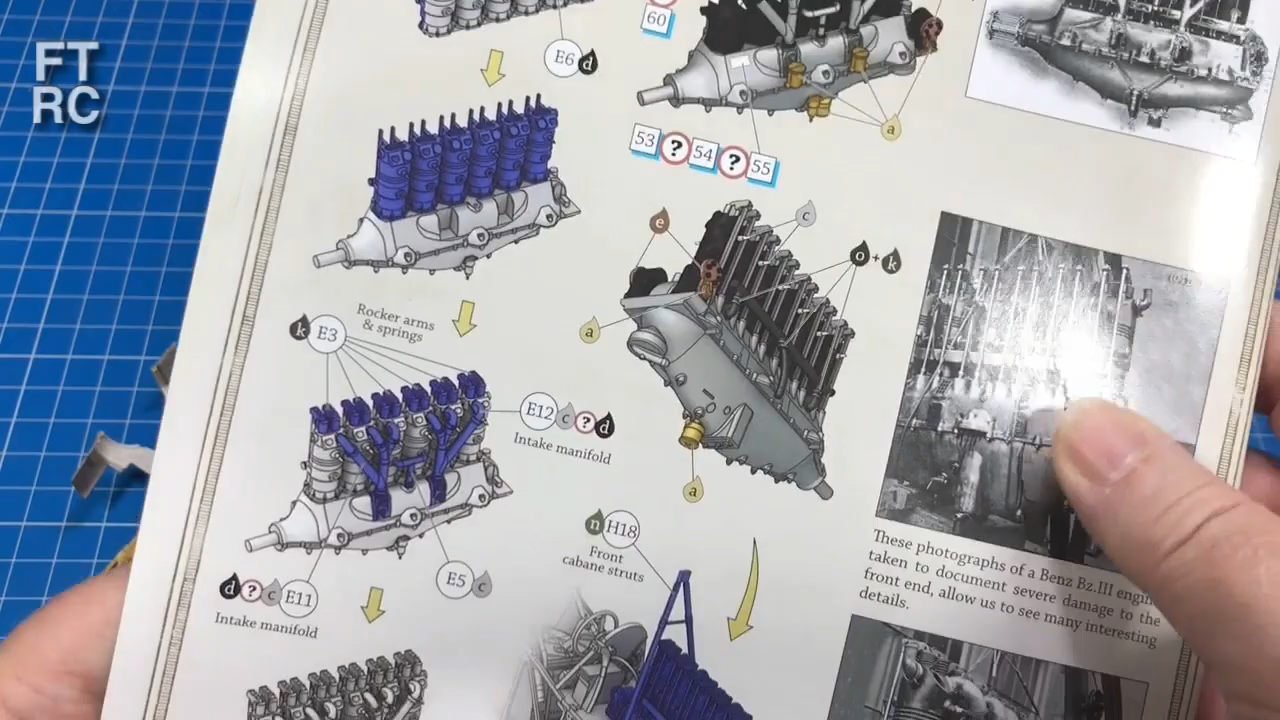 FT
RC
E6 d
60
a
53 ? 54 ? 55
e
c
o + k
a
a
k E3
Rocker arms
& springs
E12 c ? d
Intake manifold
E5 c
d ? c E11
Intake manifold
n H18
Front
cabane struts
These photographs of a Benz Bz.III engin
taken to document severe damage to the
front end, allow us to see many interesting
details.